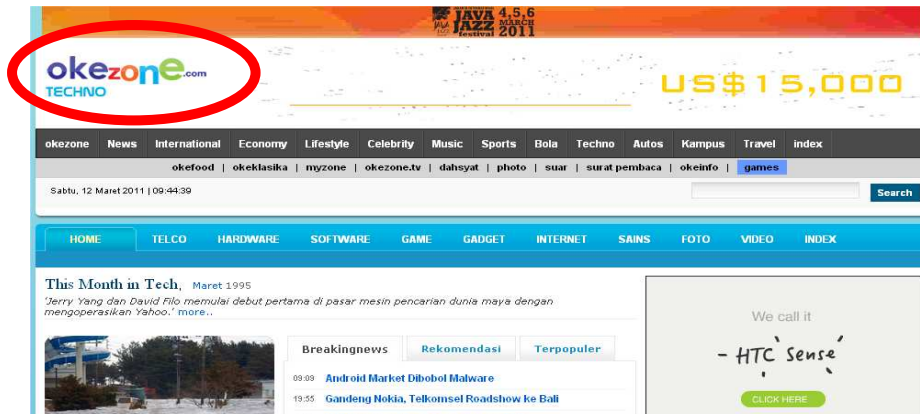 JAVA JAZZ festival 4,5,6 MARCH 2011
okezone.com
TECHNO
US$15,000
okezone News International Economy Lifestyle Celebrity Music Sports Bola Techno Autos Kampus Travel index
okefood | okeklasika | myzone | okezone.tv | dahsyat | photo | suar | surat pembaca | okeinfo | games
Sabtu, 12 Maret 2011 | 09:44:39
Search
HOME TELCO HARDWARE SOFTWARE GAME GADGET INTERNET SAINS FOTO VIDEO INDEX
This Month in Tech, Maret 1995
'Jerry Yang dan David Filo memulai debut pertama di pasar mesin pencarian dunia maya dengan
mengoperasikan Yahoo.' more..
Breakingnews Rekomendasi Terpopuler
09:09 Android Market Dibobol Malware
19:55 Gandeng Nokia, Telkomsel Roadshow ke Bali
We call it
- HTC Sense
CLICK HERE